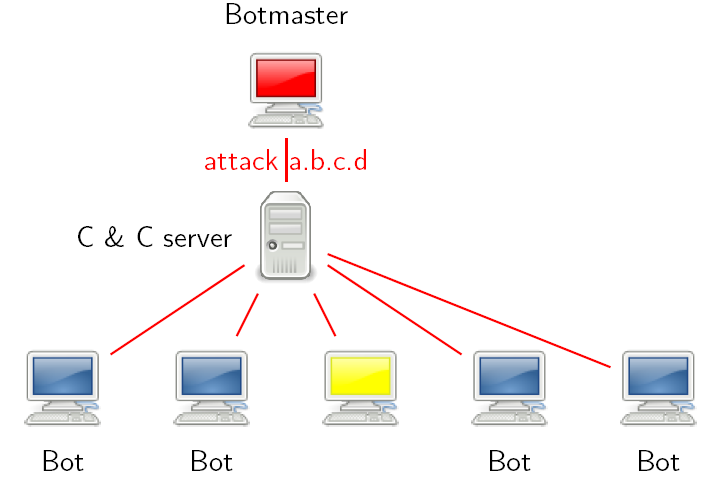 Botmaster
attack a.b.c.d
C & C server
Bot Bot Bot Bot